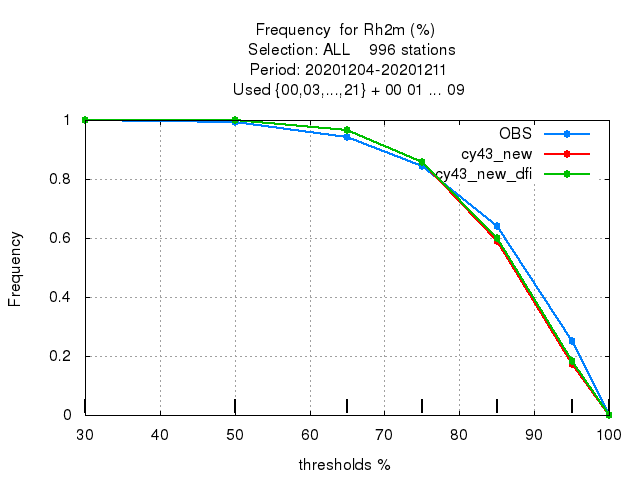 Frequency  for Rh2m (%)
Selection: ALL    996 stations
Period: 20201204-20201211
Used {00,03,...,21} + 00 01 ... 09
1
0.8
0.6
0.4
0.2
0
Frequency
OBS
cy43_new
cy43_new_dfi
30 40 50 60 70 80 90 100
thresholds %